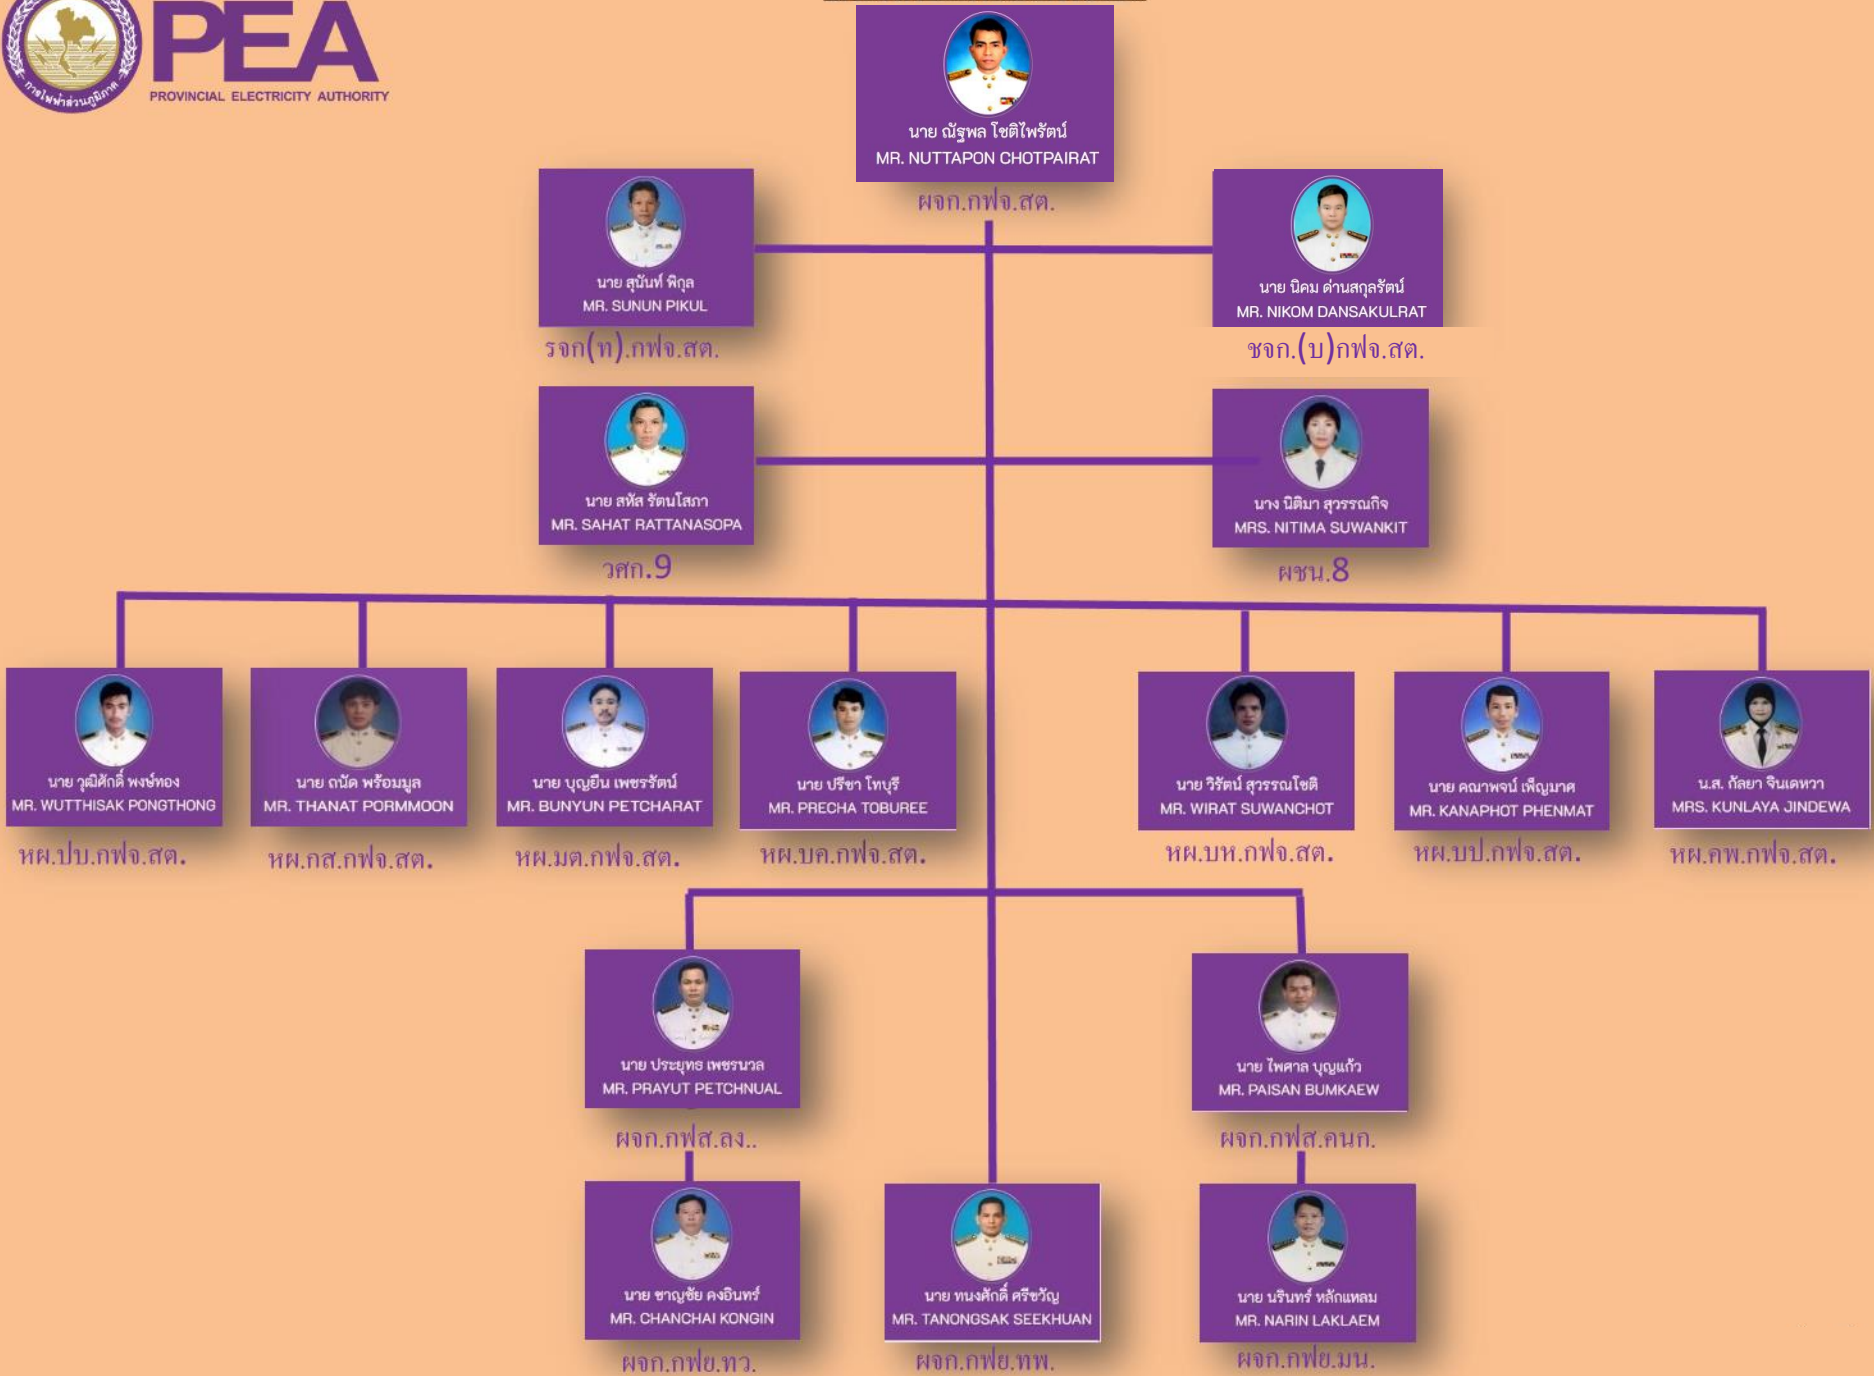 การไฟฟ้าส่วนภูมิภาค
PEA
PROVINCIAL ELECTRICITY AUTHORITY
นาย ณัฐพล โชติไพรัตน์
MR. NUTTAPON CHOTPAIRAT
ผจก.กฟจ.สต.
นาย สุนันท์ พิกุล
MR. SUNUN PIKUL
รจก(ท).กฟจ.สต.
นาย นิคม ด่านสกุลรัตน์
MR. NIKOM DANSAKULRAT
ชจก.(บ)กฟจ.สต.
นาย สหัส รัตนโสภา
MR. SAHAT RATTANASOPA
วศก.9
นาง นิติมา สุวรรณกิจ
MRS. NITIMA SUWANKIT
ผชน.8
นาย วุฒิศักดิ์ พงษ์ทอง
MR. WUTTHISAK PONGTHONG
หผ.ปบ.กฟจ.สต.
นาย ถนัด พร้อมมูล
MR. THANAT PORMMOON
หผ.กส.กฟจ.สต.
นาย บุญยืน เพชรรัตน์
MR. BUNYUN PETCHARAT
หผ.มต.กฟจ.สต.
นาย ปรีชา โทบุรี
MR. PRECHA TOBUREE
หผ.บค.กฟจ.สต.
นาย วิรัตน์ สุวรรณโชติ
MR. WIRAT SUWANCHOT
หผ.บห.กฟจ.สต.
นาย คณาพจน์ เพ็ญมาศ
MR. KANAPHOT PHENMAT
หผ.บป.กฟจ.สต.
น.ส. กัลยา จินเดหวา
MRS. KUNLAYA JINDEWA
หผ.คพ.กฟจ.สต.
นาย ประยุทธ เพชรนวล
MR. PRAYUT PETCHNUAL
ผจก.กฟส.ลง..
นาย ไพศาล บุญแก้ว
MR. PAISAN BUMKAEW
ผจก.กฟส.คนก.
นาย ชาญชัย คงอินทร์
MR. CHANCHAI KONGIN
ผจก.กฟย.ทว.
นาย ทนงศักดิ์ ศรีขวัญ
MR. TANONGSAK SEEKHUAN
ผจก.กฟย.ทพ.
นาย นรินทร์ หลักแหลม
MR. NARIN LAKLAEM
ผจก.กฟย.มน.